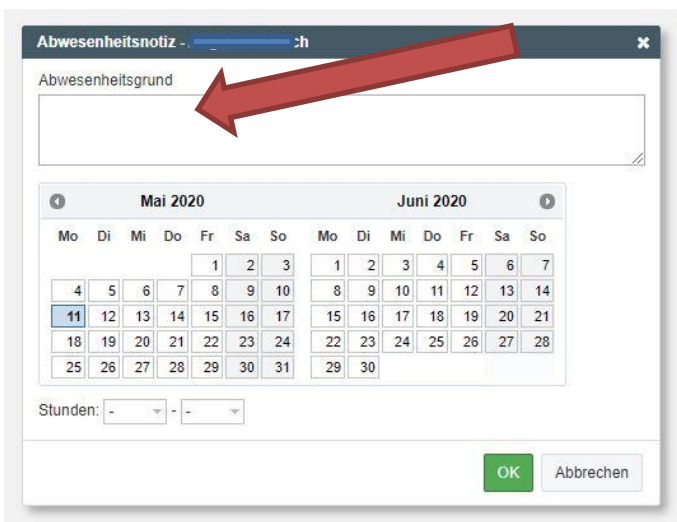 Abwesenheitsnotiz -
Abwesenheitsgrund
Mai 2020 Juni 2020
Mo Di Mi Do Fr Sa So Mo Di Mi Do Fr Sa So
1 2 3 1 2 3 4 5 6 7
4 5 6 7 8 9 10 8 9 10 11 12 13 14
11 12 13 14 15 16 17 15 16 17 18 19 20 21
18 19 20 21 22 23 24 22 23 24 25 26 27 28
25 26 27 28 29 30 31 29 30
Stunden: - - -
OK Abbrechen